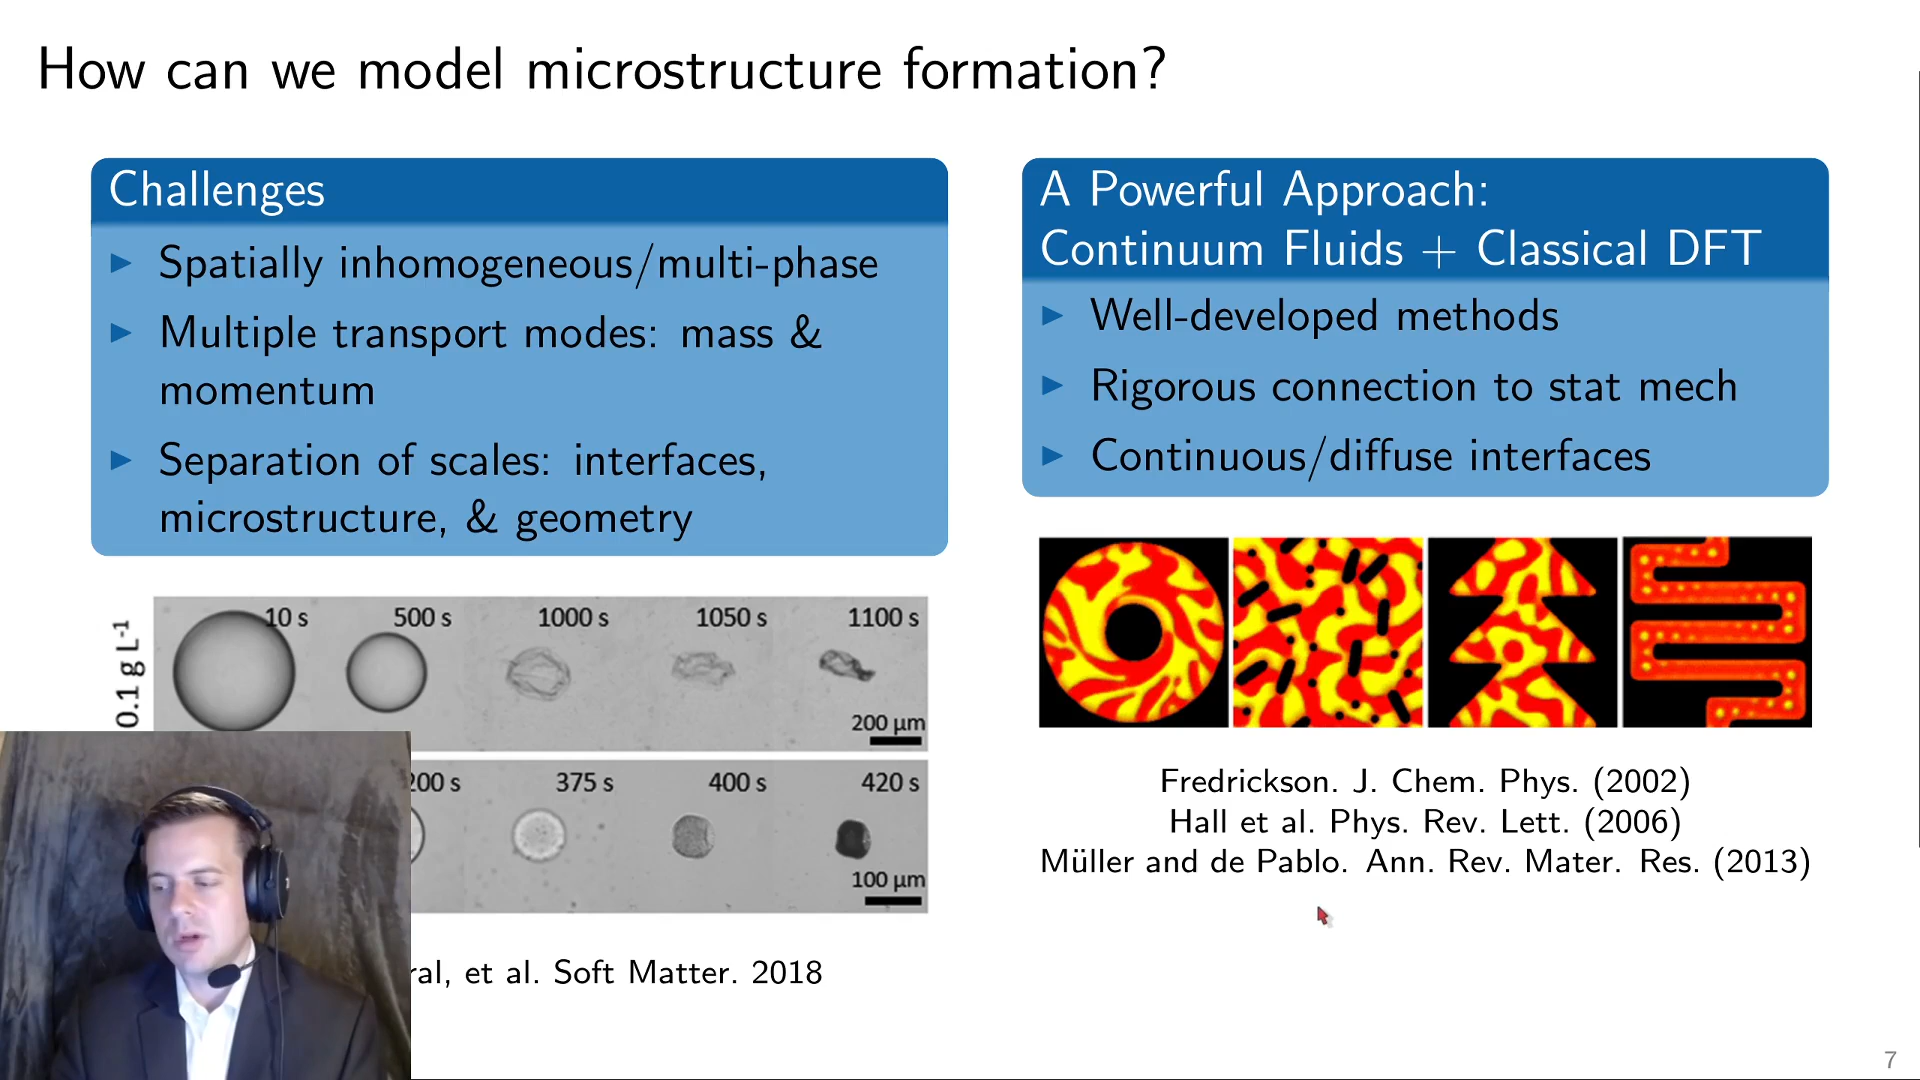 How can we model microstructure formation?
Challenges
Spatially inhomogeneous/multi-phase
Multiple transport modes: mass &
momentum
Separation of scales: interfaces,
microstructure, & geometry
10 s 500 s 1000 s 1050 s 1100 s
0.1 g L-1
200 µm
200 s 375 s 400 s 420 s
100 µm
et al. Soft Matter. 2018
A Powerful Approach:
Continuum Fluids + Classical DFT
Well-developed methods
Rigorous connection to stat mech
Continuous/diffuse interfaces
Fredrickson. J. Chem. Phys. (2002)
Hall et al. Phys. Rev. Lett. (2006)
Müller and de Pablo. Ann. Rev. Mater. Res. (2013)
7